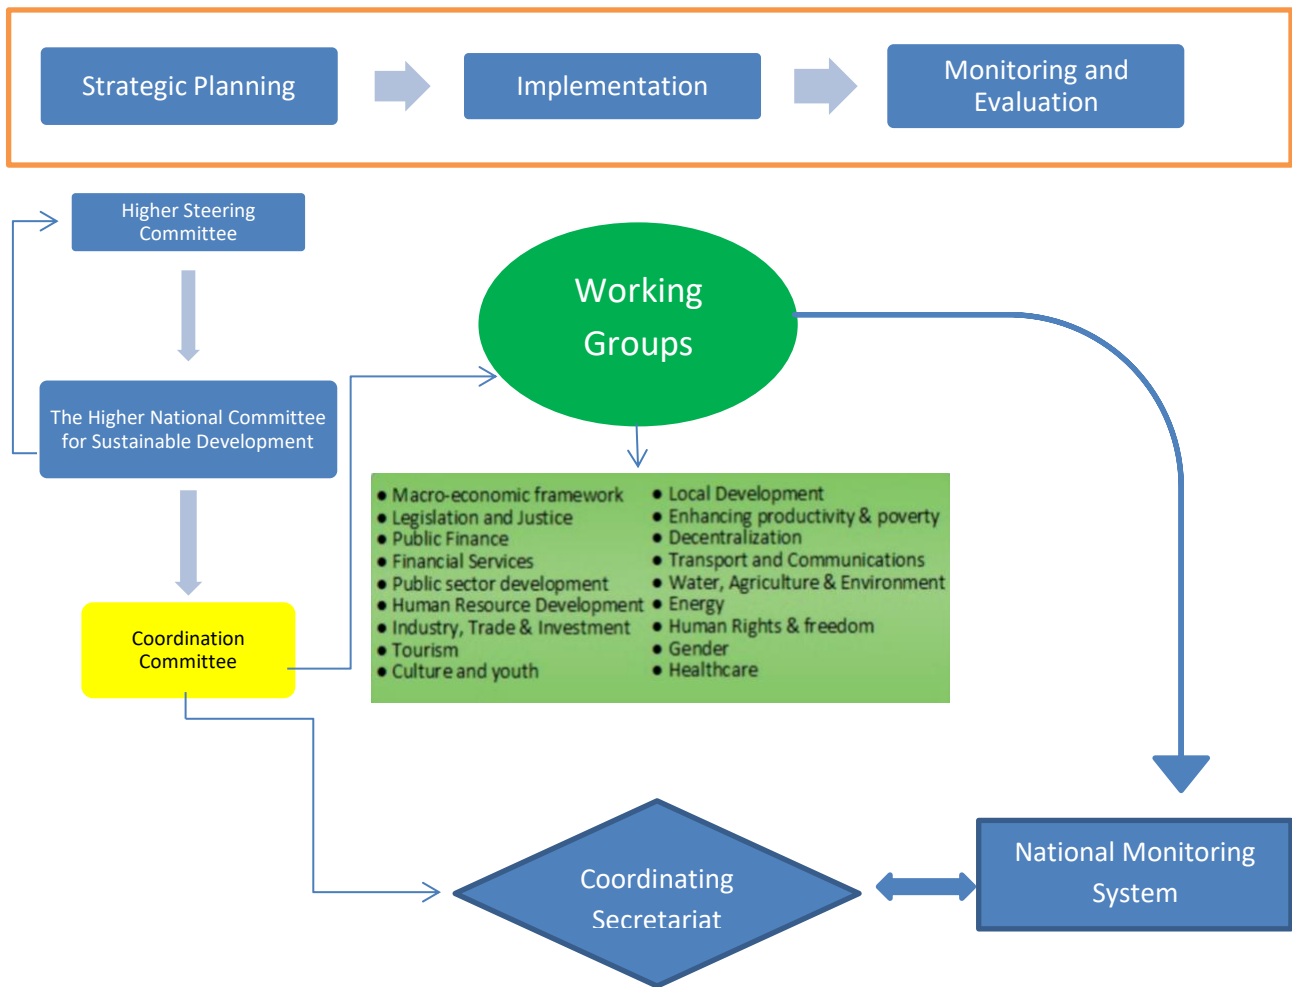 Strategic Planning
Implementation
Monitoring and
Evaluation
Higher Steering
Committee
The Higher National Committee
for Sustainable Development
Coordination
Committee
Working
Groups
● Macro-economic framework
● Legislation and Justice
● Public Finance
● Financial Services
● Public sector development
● Human Resource Development
● Industry, Trade & Investment
● Tourism
● Culture and youth
● Local Development
● Enhancing productivity & poverty
● Decentralization
● Transport and Communications
● Water, Agriculture & Environment
● Energy
● Human Rights & freedom
● Gender
● Healthcare
Coordinating
Secretariat
National Monitoring
System